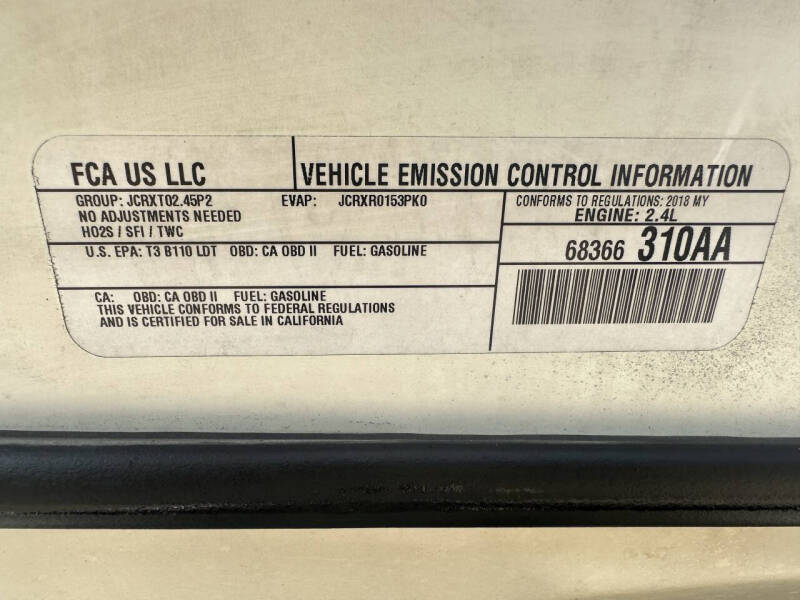 FCA US LLC
VEHICLE EMISSION CONTROL INFORMATION
GROUP: JCRXT02.45P2 EVAP: JCRXR0153PK0
NO ADJUSTMENTS NEEDED
HO2S / SFI / TWC
CONFORMS TO REGULATIONS: 2018 MY
ENGINE: 2.4L
U.S. EPA: T3 B110 LDT OBD: CA OBD II FUEL: GASOLINE
68366 310AA
CA: OBD: CA OBD II FUEL: GASOLINE
THIS VEHICLE CONFORMS TO FEDERAL REGULATIONS
AND IS CERTIFIED FOR SALE IN CALIFORNIA